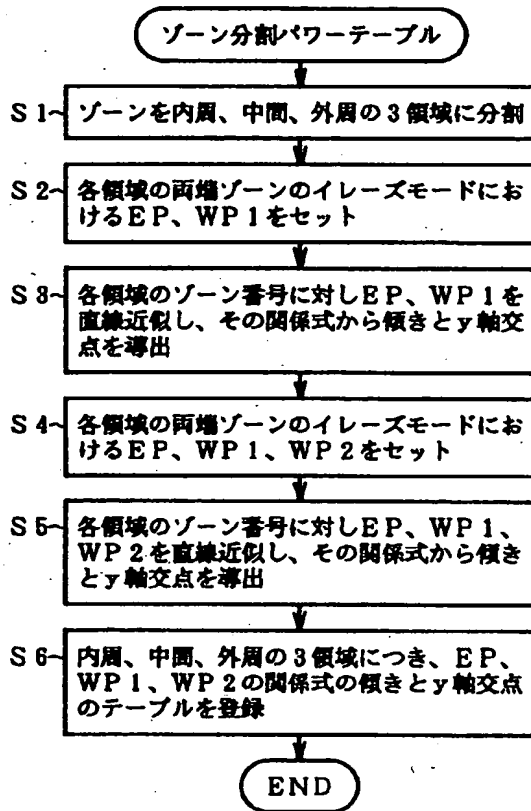 ゾーン分割パワーテーブル
S1 ゾーンを内周、中間、外周の3領域に分割
S2 各領域の両端ゾーンのイレーズモードにお
けるEP、WP1をセット
S3 各領域のゾーン番号に対しEP、WP1を
直線近似し、その関係式から傾きとy軸交
点を導出
S4 各領域の両端ゾーンのイレーズモードにお
けるEP、WP1、WP2をセット
S5 各領域のゾーン番号に対しEP、WP1、
WP2を直線近似し、その関係式から傾き
とy軸交点を導出
S6 内周、中間、外周の3領域につき、EP、
WP1、WP2の関係式の傾きとy軸交点
のテーブルを登録
END